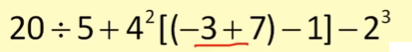 20 ÷ 5 + 4²[(−3 + 7) − 1] − 2³